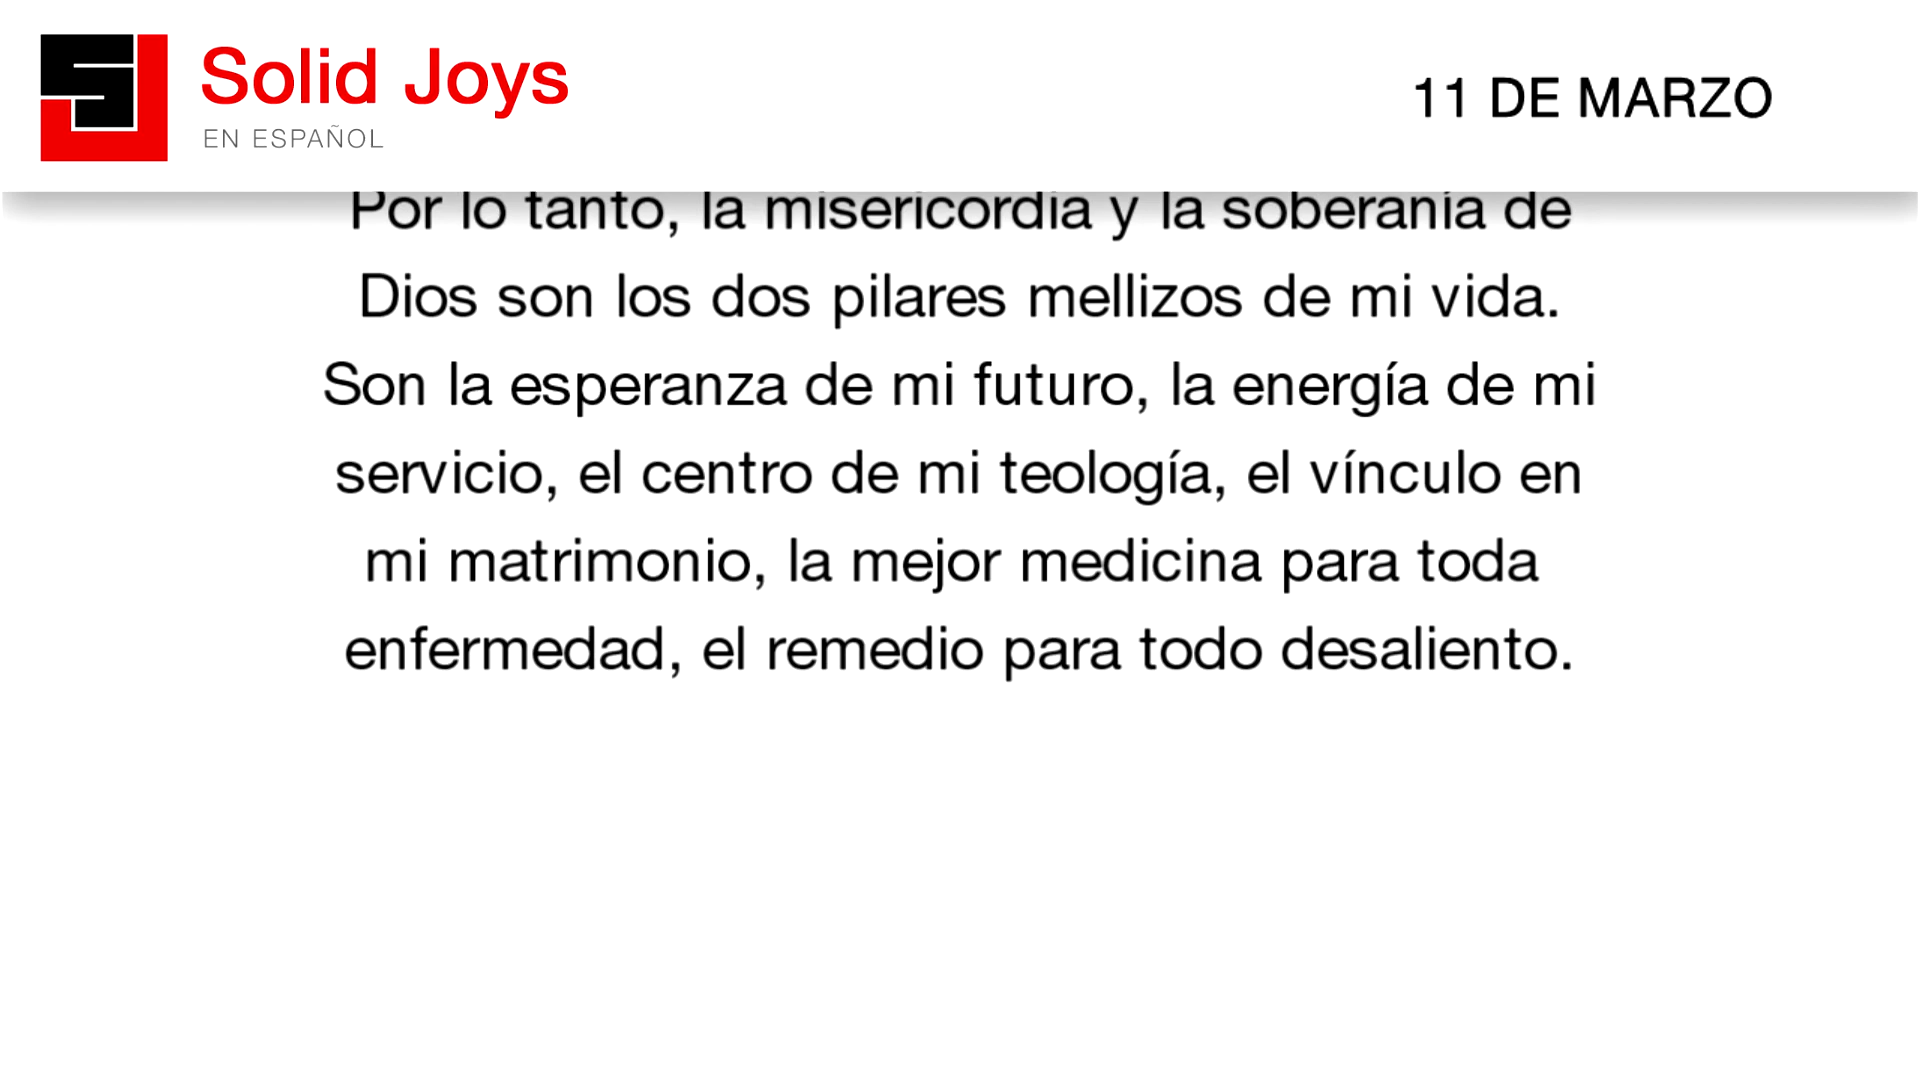 Solid Joys
EN ESPAÑOL
11 DE MARZO
Por lo tanto, la misericordia y la soberanía de
Dios son los dos pilares mellizos de mi vida.
Son la esperanza de mi futuro, la energía de mi
servicio, el centro de mi teología, el vínculo en
mi matrimonio, la mejor medicina para toda
enfermedad, el remedio para todo desaliento.